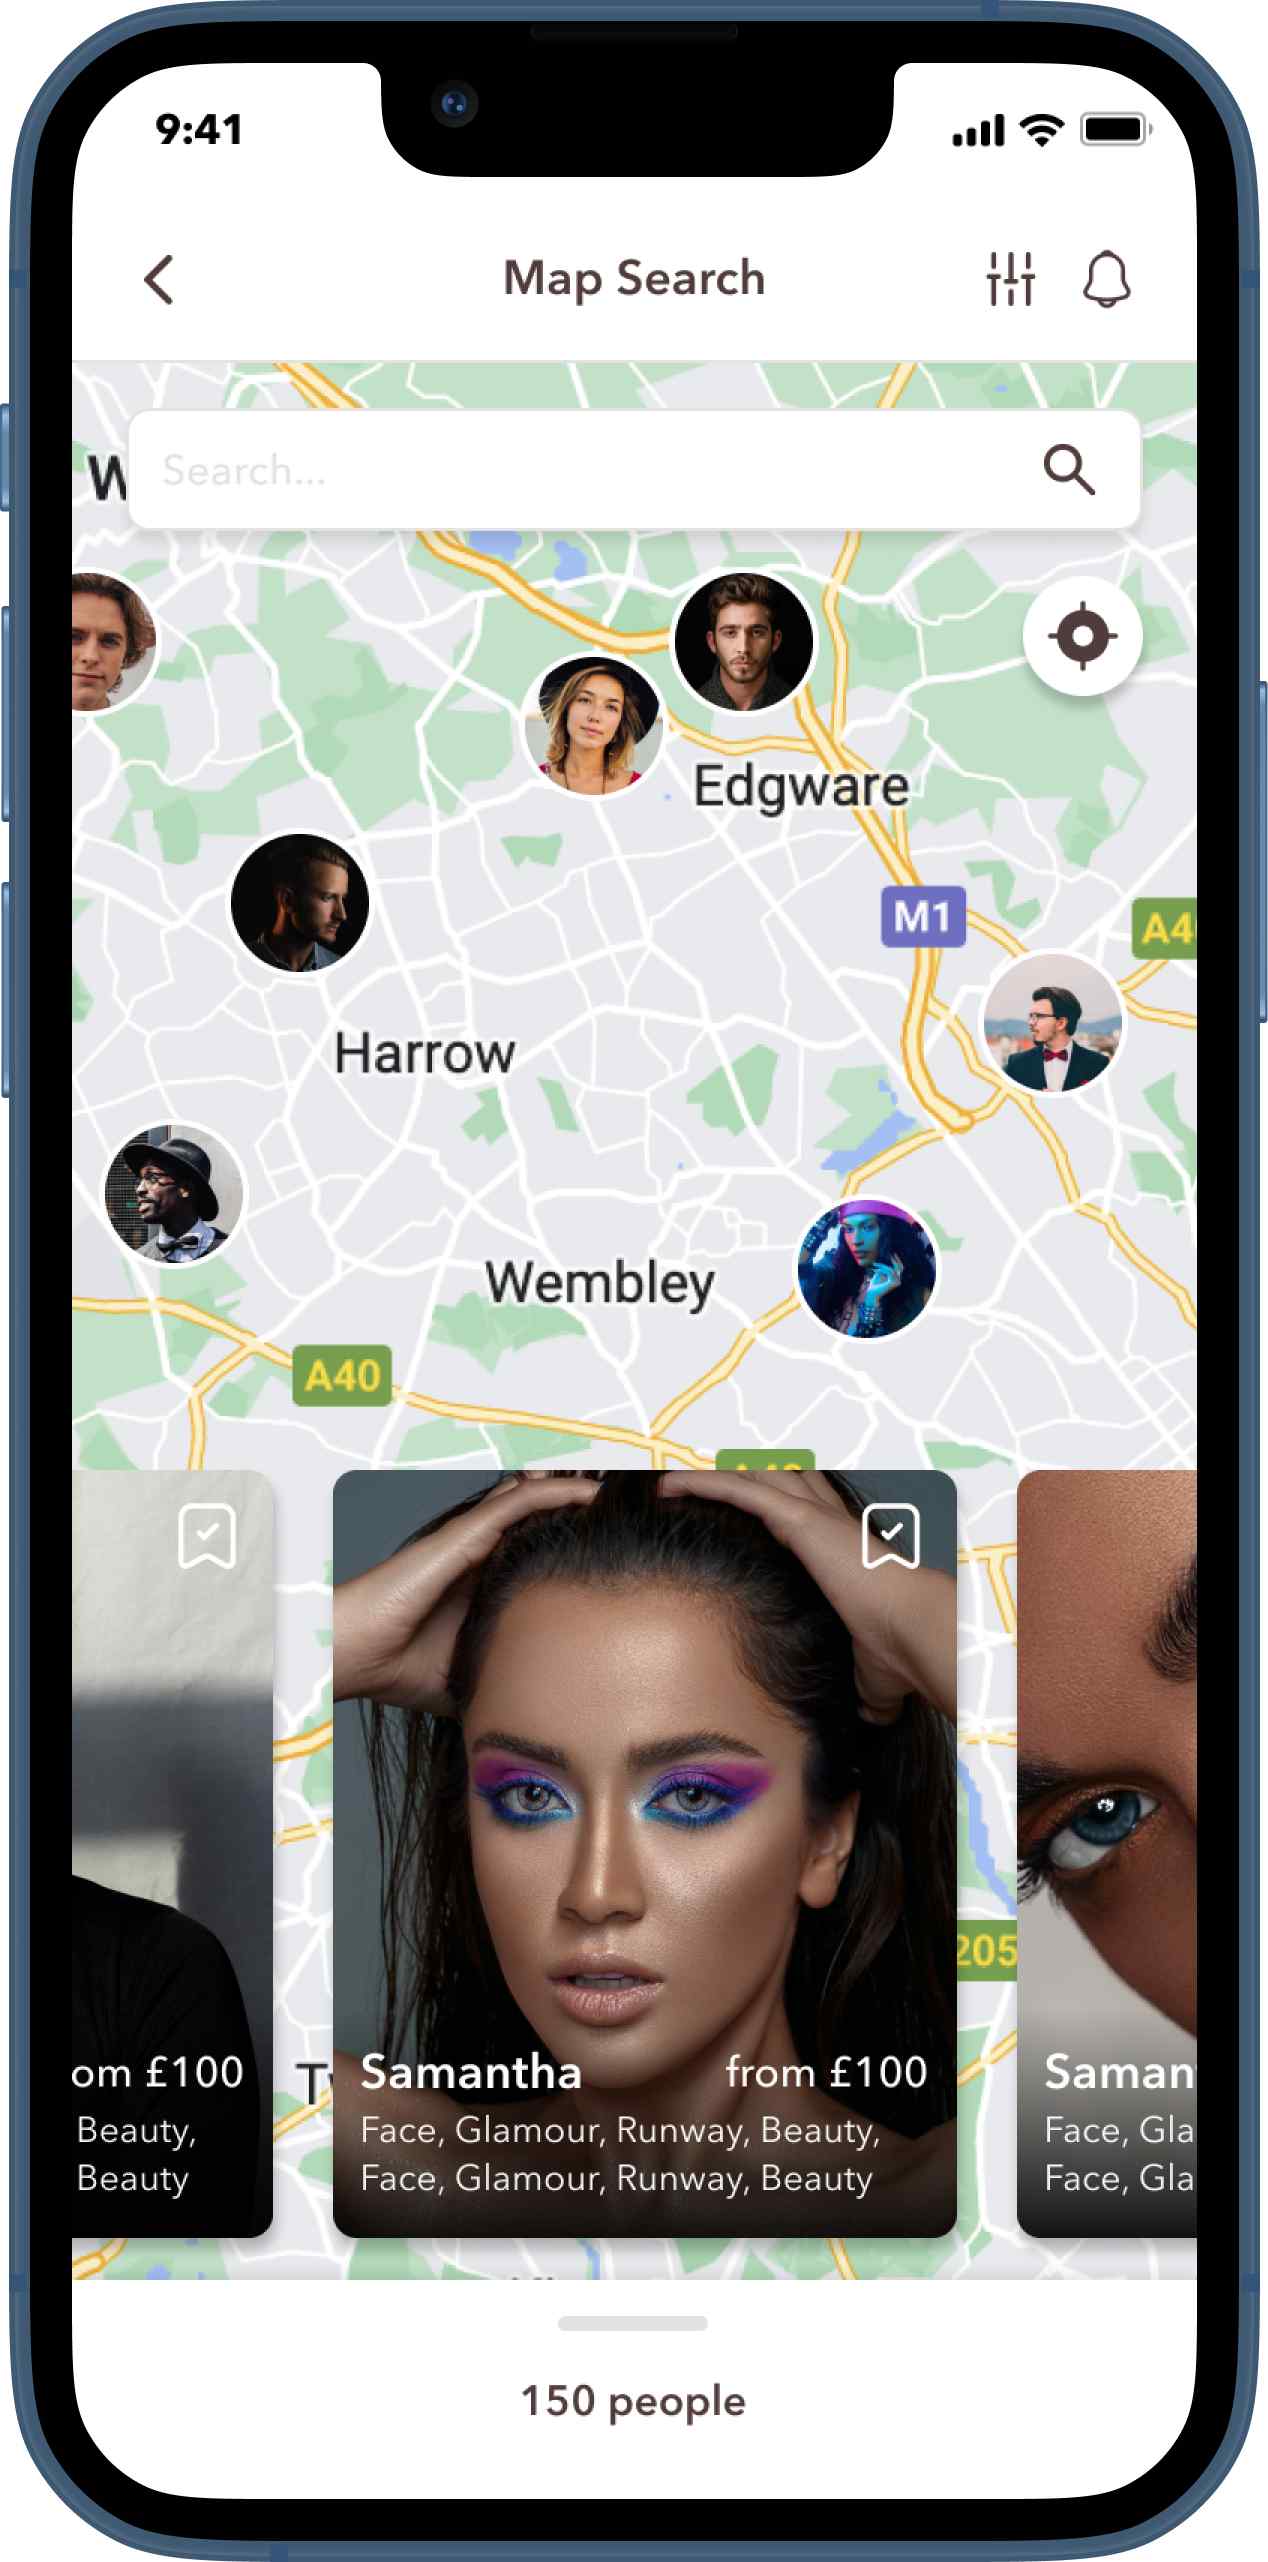 9:41
Map Search
W
Search...
Edgware
M1
A4
Harrow
Wembley
A40
A40
205
om £100
Beauty,
Beauty
T
Samantha from £100
Face, Glamour, Runway, Beauty,
Face, Glamour, Runway, Beauty
Saman
Face, Gla
Face, Gla
150 people